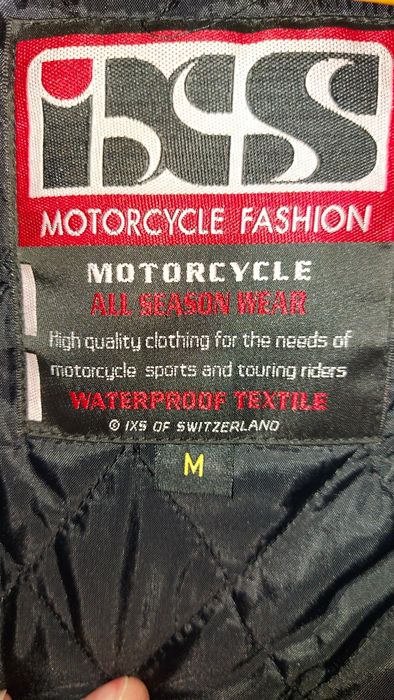 iXS
MOTORCYCLE FASHION
MOTORCYCLE
ALL SEASON WEAR
High quality clothing for the needs of
motorcycle sports and touring riders
WATERPROOF TEXTILE
© IXS OF SWITZERLAND
M